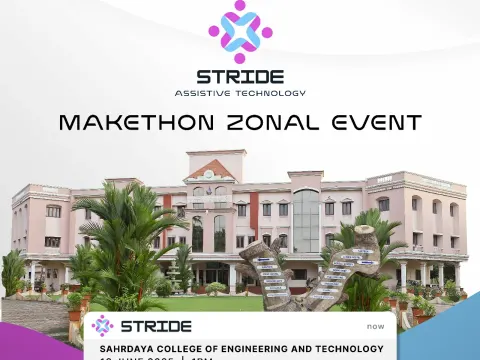 STRIDE
ASSISTIVE TECHNOLOGY
MAKETHON ZONAL EVENT
STRIDE
now
SAHRDAYA COLLEGE OF ENGINEERING AND TECHNOLOGY